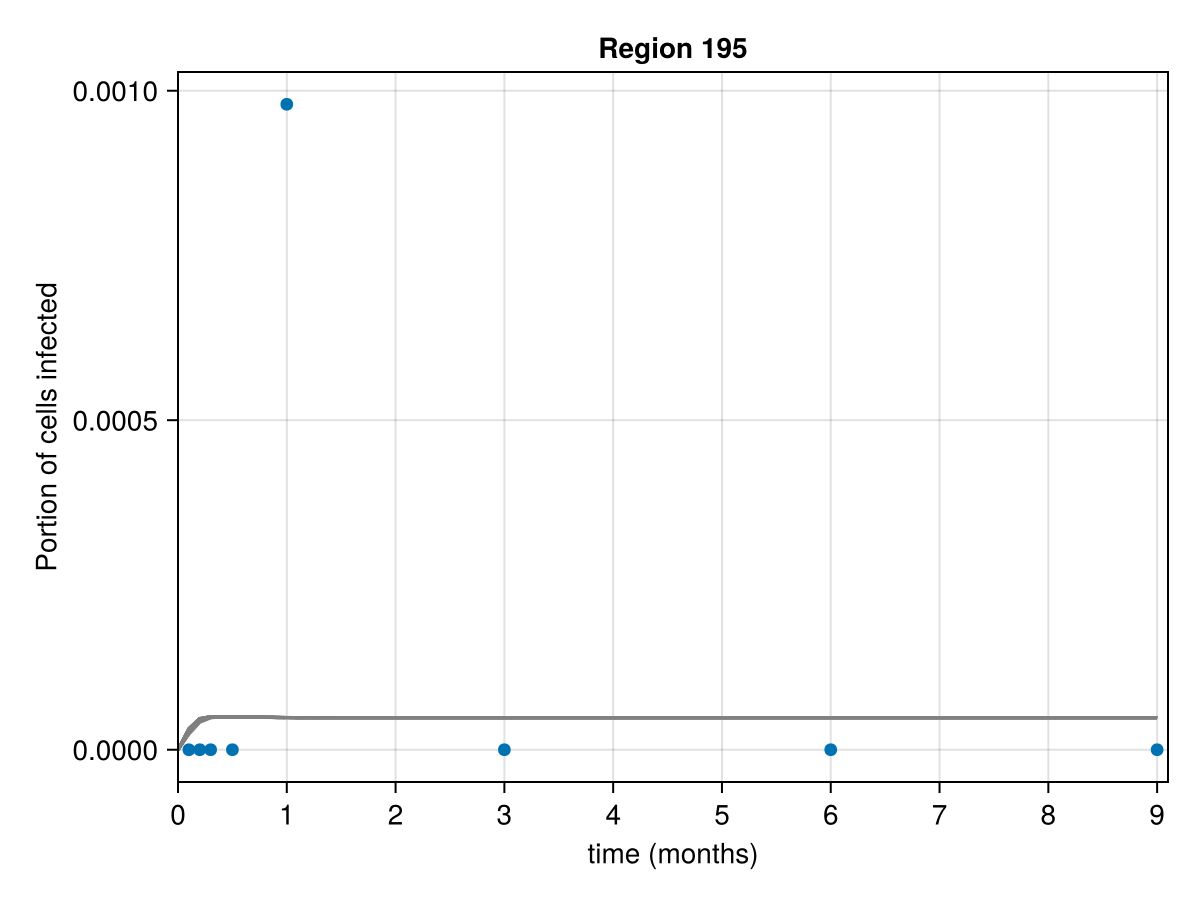 Region 195
0.0010
0.0005
0.0000
Portion of cells infected
0 1 2 3 4 5 6 7 8 9
time (months)